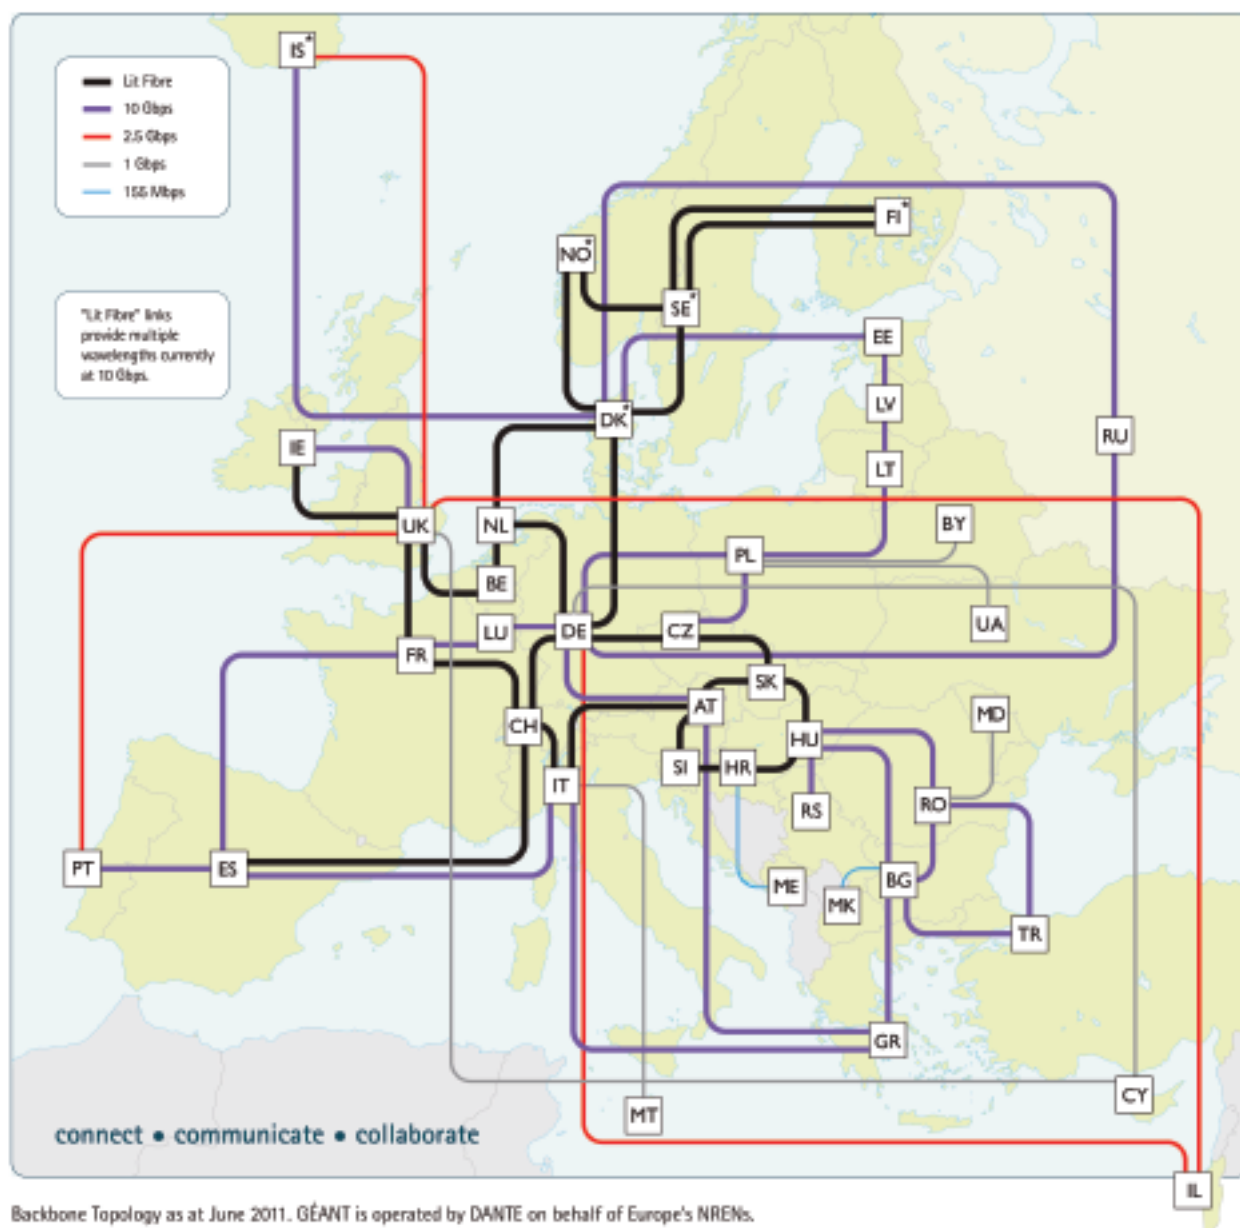 IS*
Lit Fibre
10 Gbps
2.5 Gbps
1 Gbps
155 Mbps
FI*
NO*
SE*
"Lit Fibre" links
provide multiple
wavelengths currently
at 10 Gbps.
EE
LV
DK*
RU
IE
LT
UK
NL
BY
PL
BE
LU
DE
CZ
UA
FR
SK
AT
MD
CH
HU
SI
HR
IT
RS
RO
PT
ES
BG
ME
MK
TR
GR
CY
MT
connect • communicate • collaborate
IL
Backbone Topology as at June 2011. GÉANT is operated by DANTE on behalf of Europe's NRENs.